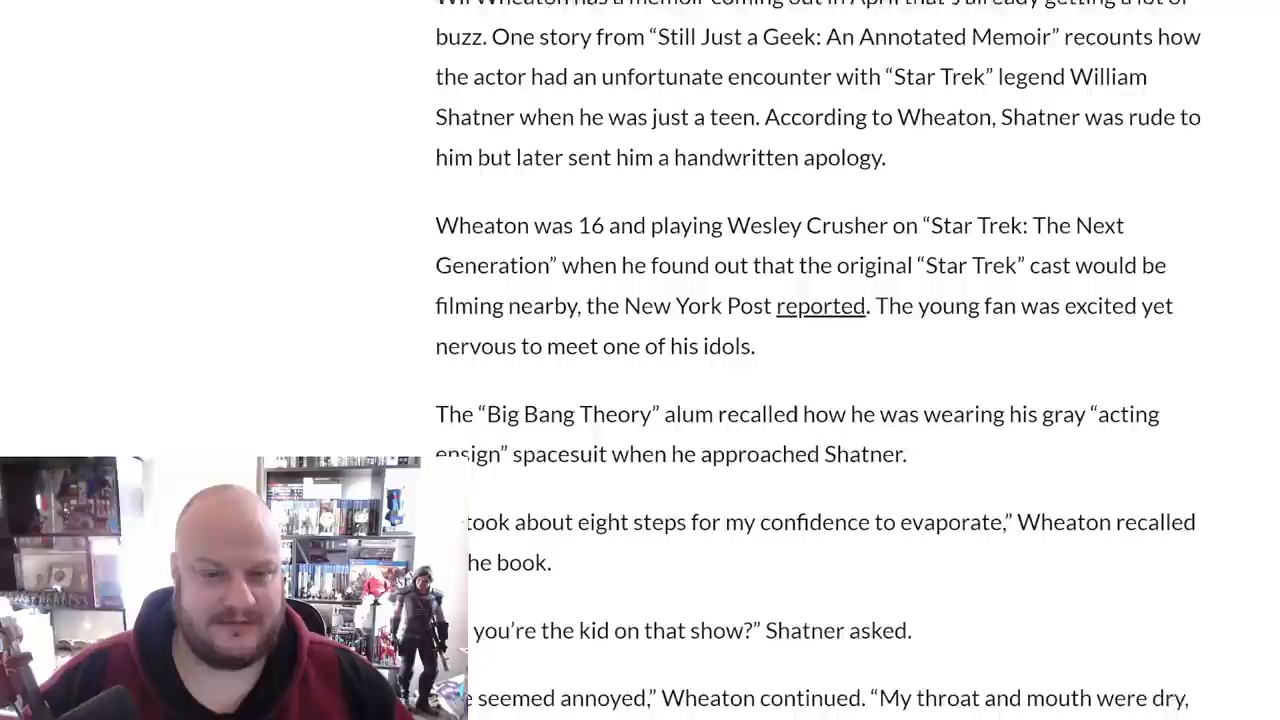 buzz. One story from “Still Just a Geek: An Annotated Memoir” recounts how
the actor had an unfortunate encounter with “Star Trek” legend William
Shatner when he was just a teen. According to Wheaton, Shatner was rude to
him but later sent him a handwritten apology.
Wheaton was 16 and playing Wesley Crusher on “Star Trek: The Next
Generation” when he found out that the original “Star Trek” cast would be
filming nearby, the New York Post reported. The young fan was excited yet
nervous to meet one of his idols.
The “Big Bang Theory” alum recalled how he was wearing his gray “acting
ensign” spacesuit when he approached Shatner.
took about eight steps for my confidence to evaporate,” Wheaton recalled
he book.
you’re the kid on that show?” Shatner asked.
e seemed annoyed,” Wheaton continued. “My throat and mouth were dry,